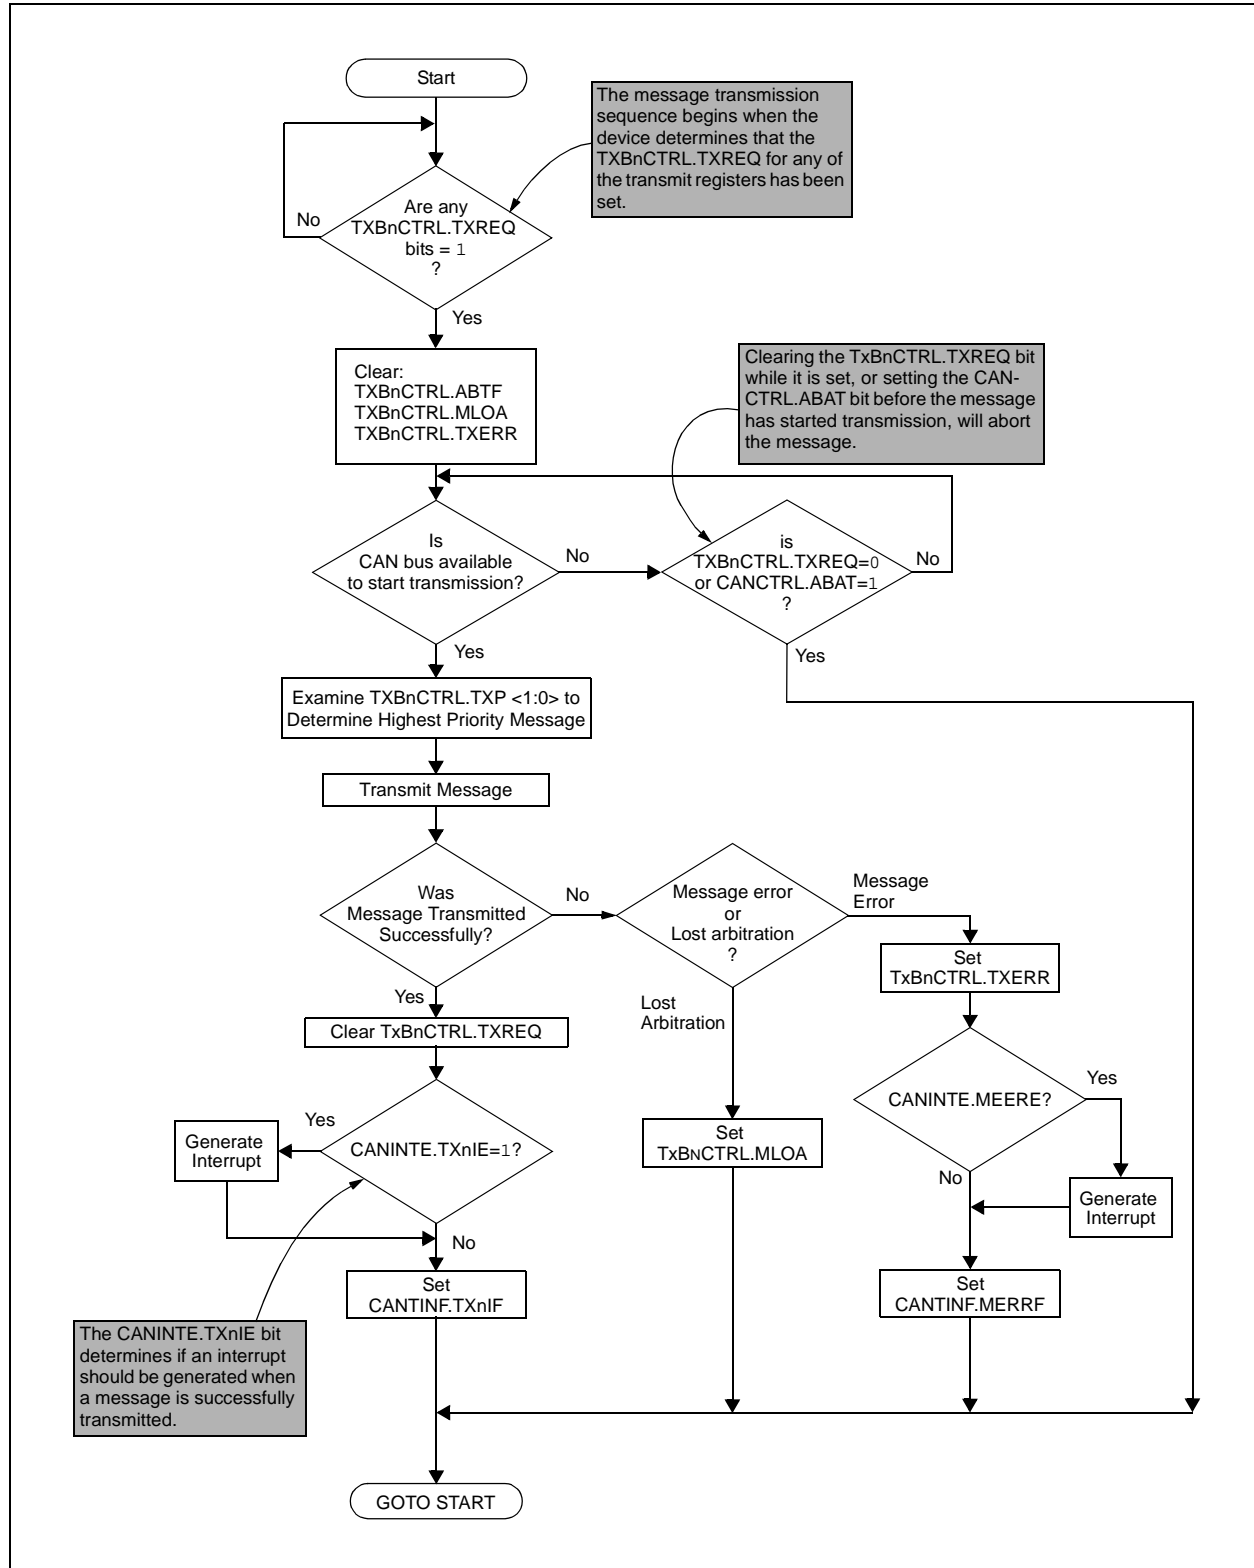 Start
The message transmission
sequence begins when the
device determines that the
TXBnCTRL.TXREQ for any of
the transmit registers has been
set.
Are any
TXBnCTRL.TXREQ
bits = 1
?
No
Yes
Clear:
TXBnCTRL.ABTF
TXBnCTRL.MLOA
TXBnCTRL.TXERR
Clearing the TxBnCTRL.TXREQ bit
while it is set, or setting the CAN-
CTRL.ABAT bit before the message
has started transmission, will abort
the message.
Is
CAN bus available
to start transmission?
No
is
TXBnCTRL.TXREQ=0
or CANCTRL.ABAT=1
?
No
Yes
Yes
Examine TXBnCTRL.TXP <1:0> to
Determine Highest Priority Message
Transmit Message
Was
Message Transmitted
Successfully?
No
Message error
or
Lost arbitration
?
Message
Error
Set
TxBnCTRL.TXERR
Yes
Lost
Arbitration
Clear TxBnCTRL.TXREQ
CANINTE.MEERE?
Yes
Yes
CANINTE.TXnIE=1?
Generate
Interrupt
Set
TxBNCTRL.MLOA
No
Generate
Interrupt
No
Set
CANTINF.TXnIF
Set
CANTINF.MERRF
The CANINTE.TXnIE bit
determines if an interrupt
should be generated when
a message is successfully
transmitted.
GOTO START